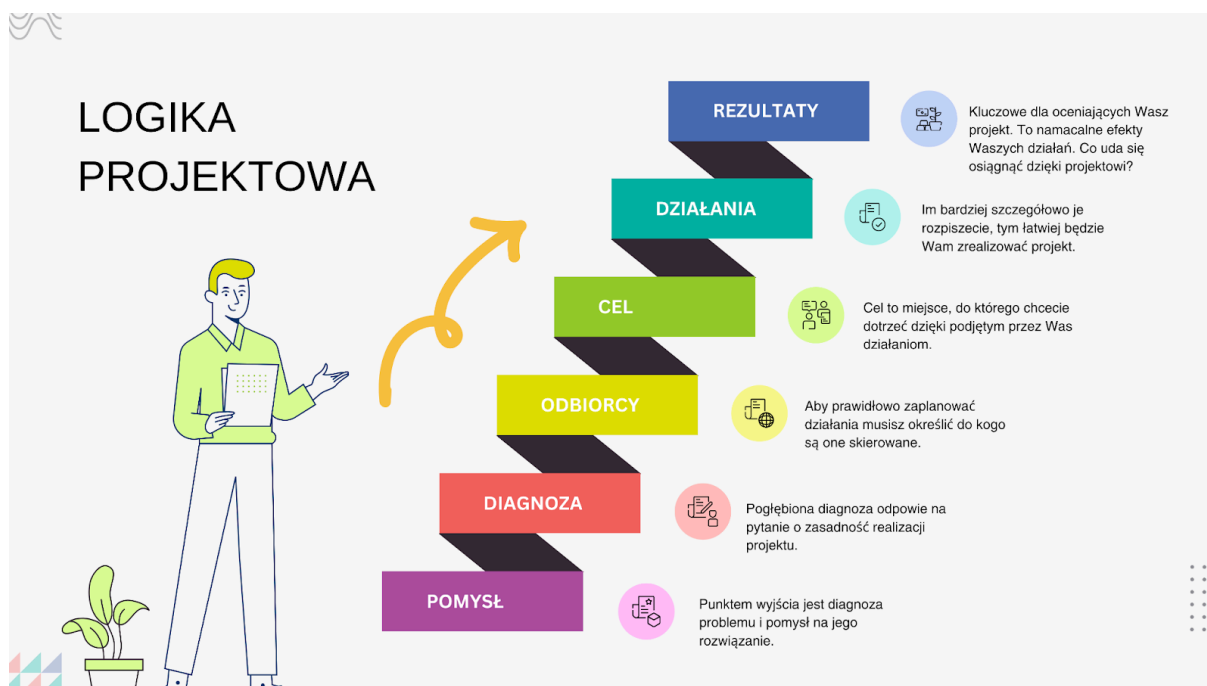 LOGIKA
PROJEKTOWA
REZULTATY
Kluczowe dla oceniających Wasz
projekt. To namacalne efekty
Waszych działań. Co uda się
osiągnąć dzięki projektowi?
DZIAŁANIA
Im bardziej szczegółowo je
rozpiszecie, tym łatwiej będzie
Wam zrealizować projekt.
CEL
Cel to miejsce, do którego chcecie
dotrzeć dzięki podjętym przez Was
działaniom.
ODBIORCY
Aby prawidłowo zaplanować
działania musisz określić do kogo
są one skierowane.
DIAGNOZA
Pogłębiona diagnoza odpowie na
pytanie o zasadność realizacji
projektu.
POMYSŁ
Punktem wyjścia jest diagnoza
problemu i pomysł na jego
rozwiązanie.